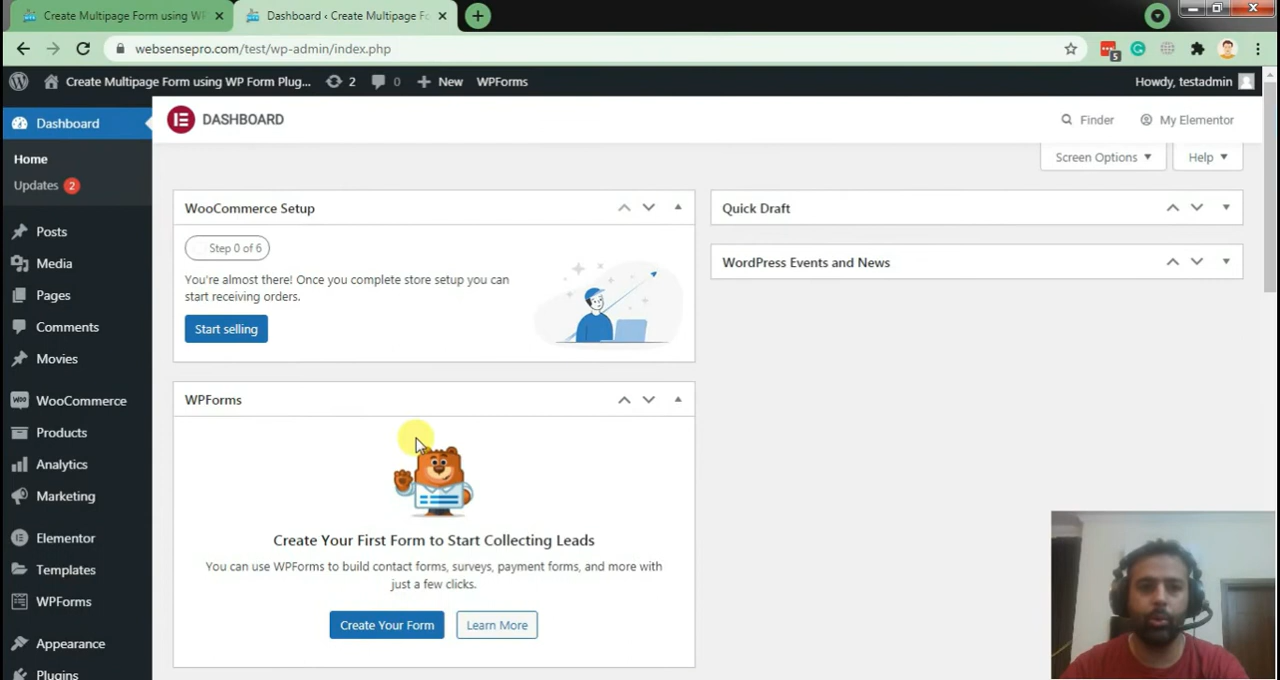 Create Multipage Form using WP
Dashboard ‹ Create Multipage Fo
websensepro.com/test/wp-admin/index.php
5
Create Multipage Form using WP Form Plug...
2
0
New
WPForms
Howdy, testadmin
Dashboard
Home
Updates 2
Posts
Media
Pages
Comments
Movies
WooCommerce
Products
Analytics
Marketing
Elementor
Templates
WPForms
Appearance
Plugins
DASHBOARD
Finder
My Elementor
Screen Options
Help
WooCommerce Setup
Step 0 of 6
You're almost there! Once you complete store setup you can
start receiving orders.
Start selling
WPForms
Create Your First Form to Start Collecting Leads
You can use WPForms to build contact forms, surveys, payment forms, and more with
just a few clicks.
Create Your Form
Learn More
Quick Draft
WordPress Events and News